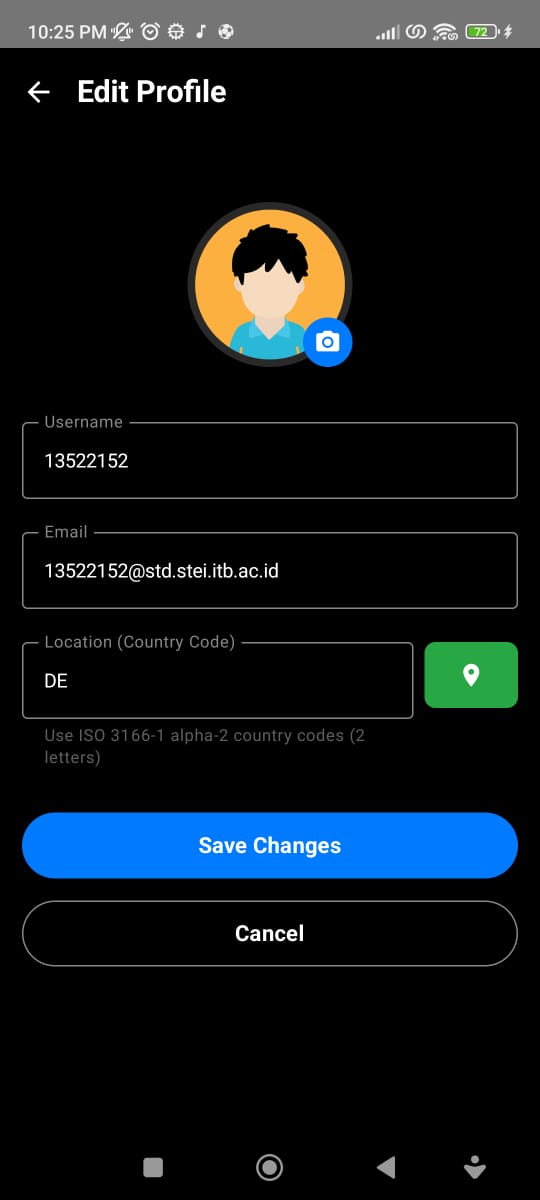 10:25 PM
72
Edit Profile
Username
13522152
Email
13522152@std.stei.itb.ac.id
Location (Country Code)
DE
Use ISO 3166-1 alpha-2 country codes (2
letters)
Save Changes
Cancel